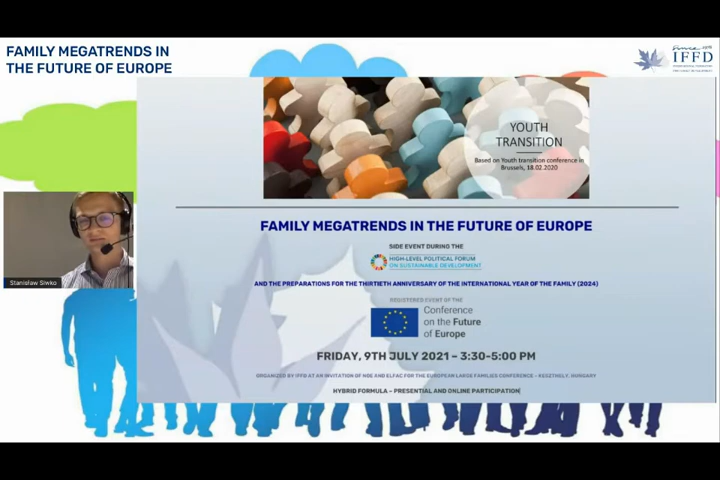 FAMILY MEGATRENDS IN
THE FUTURE OF EUROPE
Since 1978
IFFD
YOUTH
TRANSITION
Based on Youth transition conference in
Brussels, 18.02.2020
FAMILY MEGATRENDS IN THE FUTURE OF EUROPE
SIDE EVENT DURING THE
HIGH-LEVEL POLITICAL FORUM
ON SUSTAINABLE DEVELOPMENT
AND THE PREPARATIONS FOR THE THIRTIETH ANNIVERSARY OF THE INTERNATIONAL YEAR OF THE FAMILY (2024)
REGISTERED EVENT OF THE
Conference
on the Future
of Europe
FRIDAY, 9TH JULY 2021 – 3:30-5:00 PM
ORGANIZED BY IFFD AT AN INVITATION OF NOE AND ELFAC FOR THE EUROPEAN LARGE FAMILIES CONFERENCE – KESZTHELY, HUNGARY
HYBRID FORMULA – PRESENTIAL AND ONLINE PARTICIPATION
Stanisław Siwko